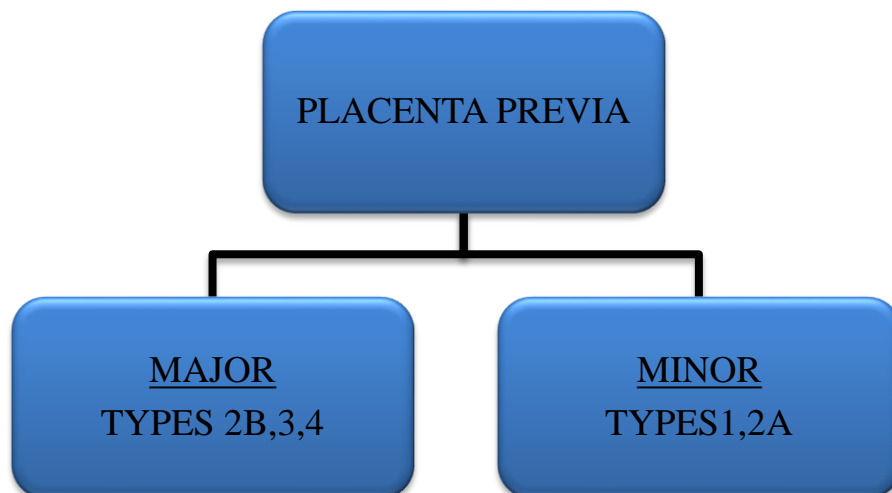 PLACENTA PREVIA
MAJOR
TYPES 2B,3,4
MINOR
TYPES1,2A